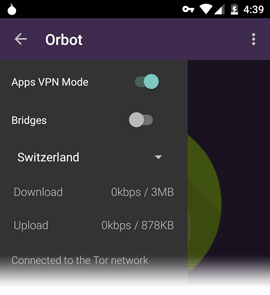 4:39
Orbot
Apps VPN Mode
Bridges
Switzerland
Download 0kbps / 3MB
Upload 0kbps / 878KB
Connected to the Tor network